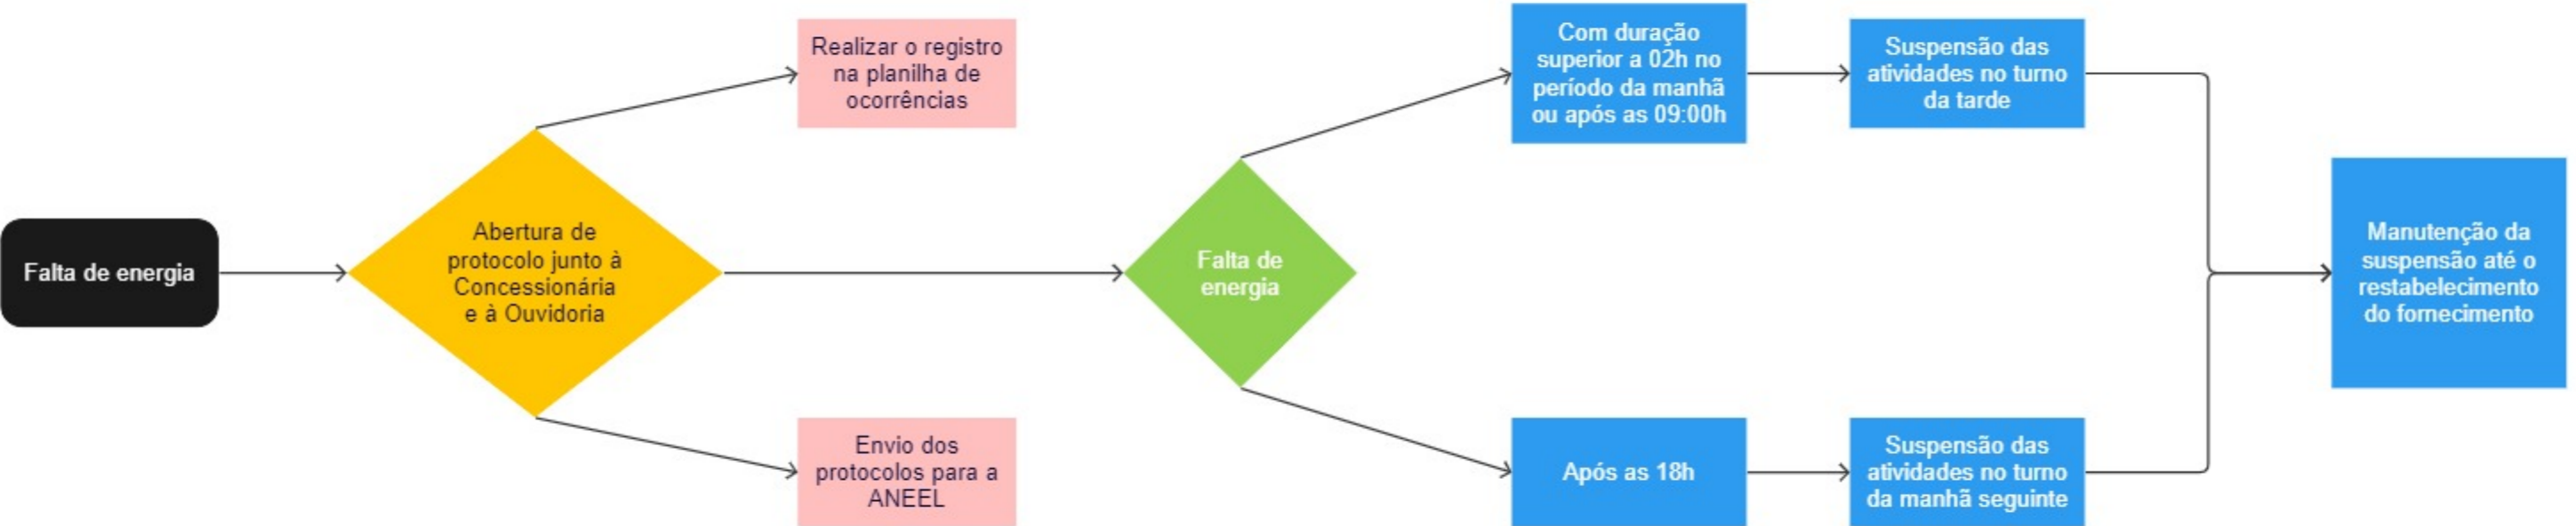 Falta de energia
Abertura de
protocolo junto à
Concessionária
e à Ouvidoria
Realizar o registro
na planilha de
ocorrências
Envio dos
protocolos para a
ANEEL
Falta de
energia
Com duração
superior a 02h no
período da manhã
ou após as 09:00h
Suspensão das
atividades no turno
da tarde
Após as 18h
Suspensão das
atividades no turno
da manhã seguinte
Manutenção da
suspensão até o
restabelecimento
do fornecimento